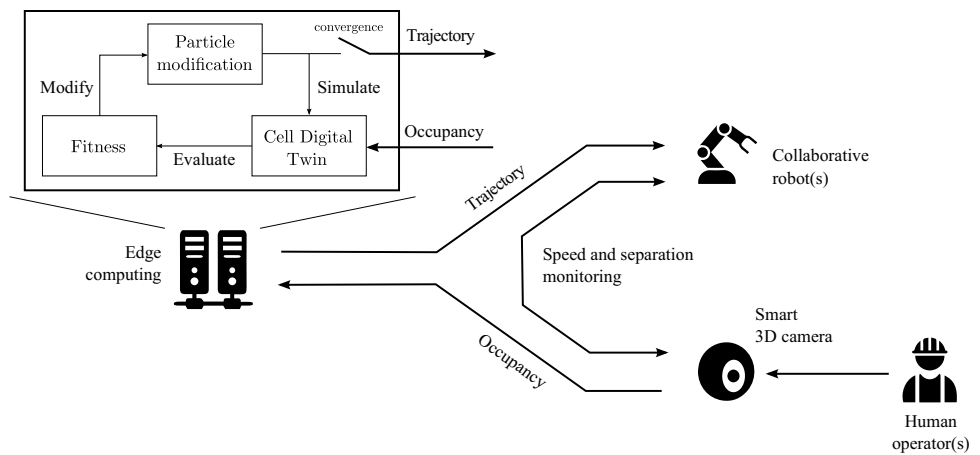 convergence
Trajectory
Particle
modification
Modify
Simulate
Fitness
Evaluate
Cell Digital
Twin
Occupancy
Trajectory
Collaborative
robot(s)
Edge
computing
Speed and separation
monitoring
Occupancy
Smart
3D camera
Human
operator(s)